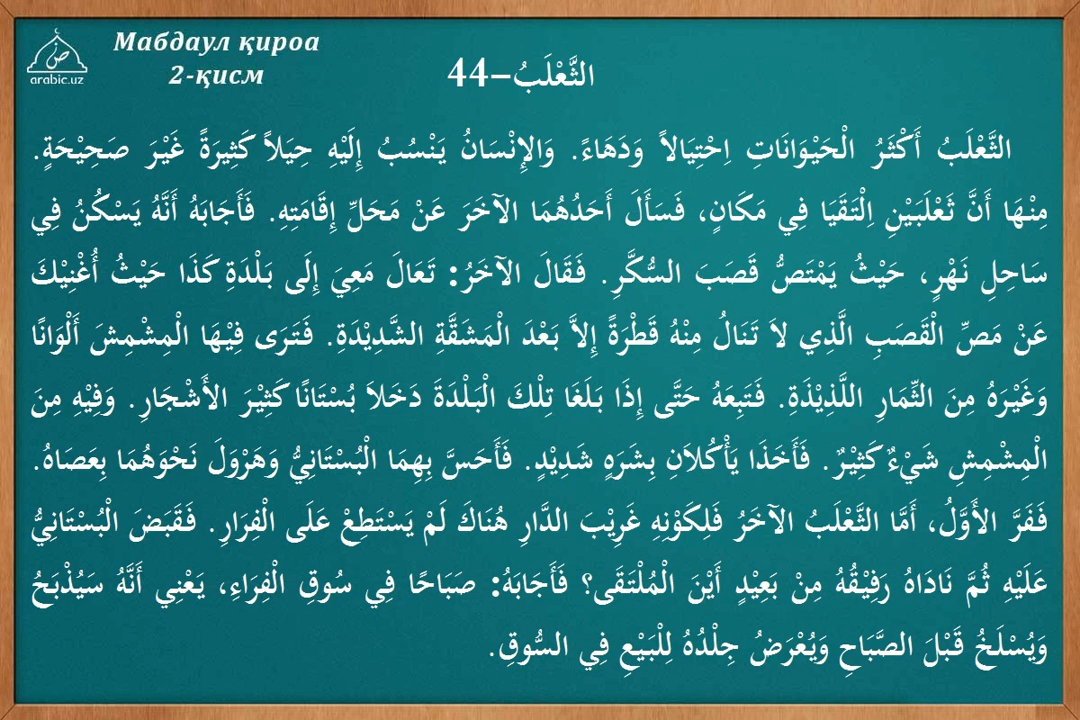 Мабдаул қироа
2-қисм
arabic.uz
44-الثَّعْلَبُ
الثَّعْلَبُ أَكْثَرُ الْحَيْوَانَاتِ اِحْتِيَالاً وَدَهَاءً. وَالإِنْسَانُ يَنْسُبُ إِلَيْهِ حِيَلاً كَثِيرَةً غَيْرَ صَحِيْحَةٍ.
مِنْهَا أَنَّ ثَعْلَبَيْنِ اِلْتَقَيَا فِي مَكَانٍ، فَسَأَلَ أَحَدُهُمَا الآخَرَ عَنْ مَحَلِّ إِقَامَتِهِ. فَأَجَابَهُ أَنَّهُ يَسْكُنُ فِي
سَاحِلِ نَهْرٍ، حَيْثُ يَمْتَصُّ قَصَبَ السُّكَّرِ. فَقَالَ الآخَرُ: تَعَالَ مَعِيَ إِلَى بَلْدَةِ كَذَا حَيْثُ أُغْنِيْكَ
عَنْ مَصِّ الْقَصَبِ الَّذِي لاَ تَنَالُ مِنْهُ قَطْرَةً إِلاَّ بَعْدَ الْمَشَقَّةِ الشَّدِيْدَةِ. فَتَرَى فِيْهَا الْمِشْمِشَ أَلْوَانًا
وَغَيْرَهُ مِنَ الثِّمَارِ اللَّذِيْذَةِ. فَتَبِعَهُ حَتَّى إِذَا بَلَغَا تِلْكَ الْبَلْدَةَ دَخَلاَ بُسْتَانًا كَثِيْرَ الأَشْجَارِ. وَفِيْهِ مِنَ
الْمِشْمِشِ شَيْءٌ كَثِيْرٌ. فَأَخَذَا يَأْكُلاَنِ بِشَرَهٍ شَدِيْدٍ. فَأَحَسَّ بِهِمَا الْبُسْتَانِيُّ وَهَرْوَلَ نَحْوَهُمَا بِعَصَاهُ.
فَفَرَّ الأَوَّلُ، أَمَّا الثَّعْلَبُ الآخَرُ فَلِكَوْنِهِ غَرِيْبَ الدَّارِ هُنَاكَ لَمْ يَسْتَطِعْ عَلَى الْفِرَارِ. فَقَبَضَ الْبُسْتَانِيُّ
عَلَيْهِ ثُمَّ نَادَاهُ رَفِيْقُهُ مِنْ بَعِيْدٍ أَيْنَ الْمُلْتَقَى؟ فَأَجَابَهُ: صَبَاحًا فِي سُوقِ الْفِرَاءِ، يَعْنِي أَنَّهُ سَيُذْبَحُ
وَيُسْلَخُ قَبْلَ الصَّبَاحِ وَيُعْرَضُ جِلْدُهُ لِلْبَيْعِ فِي السُّوقِ.